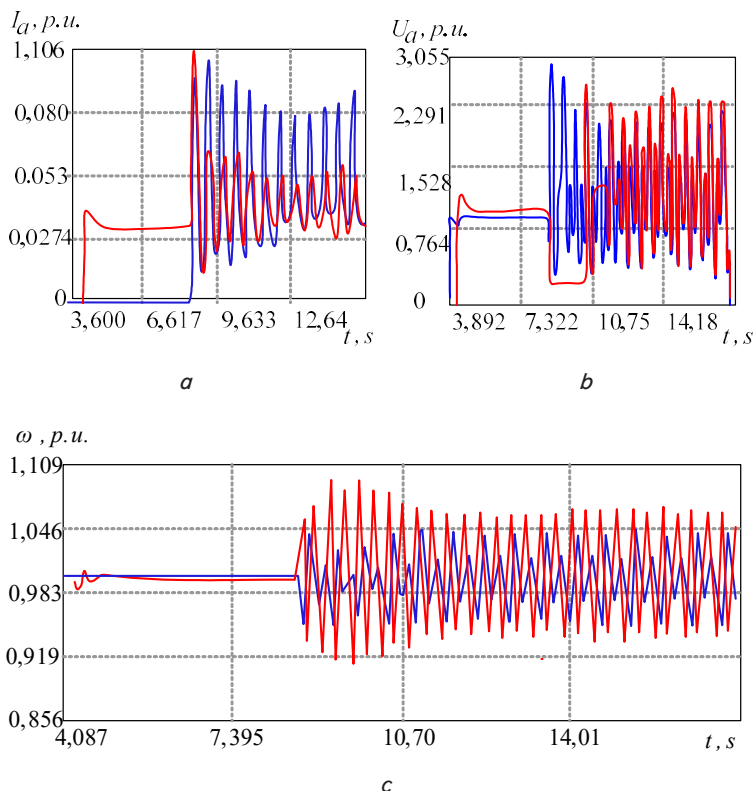 I a , p.u.
1,106
0,080
0,053
0,0274
0
3,600 6,617 9,633 12,64
t, s
a
U a , p.u.
3,055
2,291
1,528
0,764
0
3,892 7,322 10,75 14,18
t, s
b
ω , p.u.
1,109
1,046
0,983
0,919
0,856
4,087 7,395 10,70 14,01 t, s
c